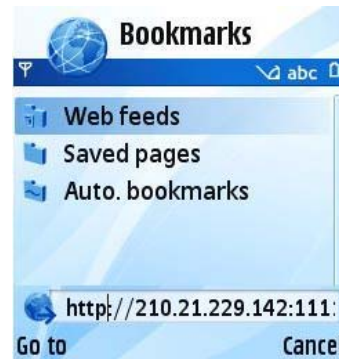 Bookmarks
abc
Web feeds
Saved pages
Auto. bookmarks
http://210.21.229.142:111
Go to
Cance